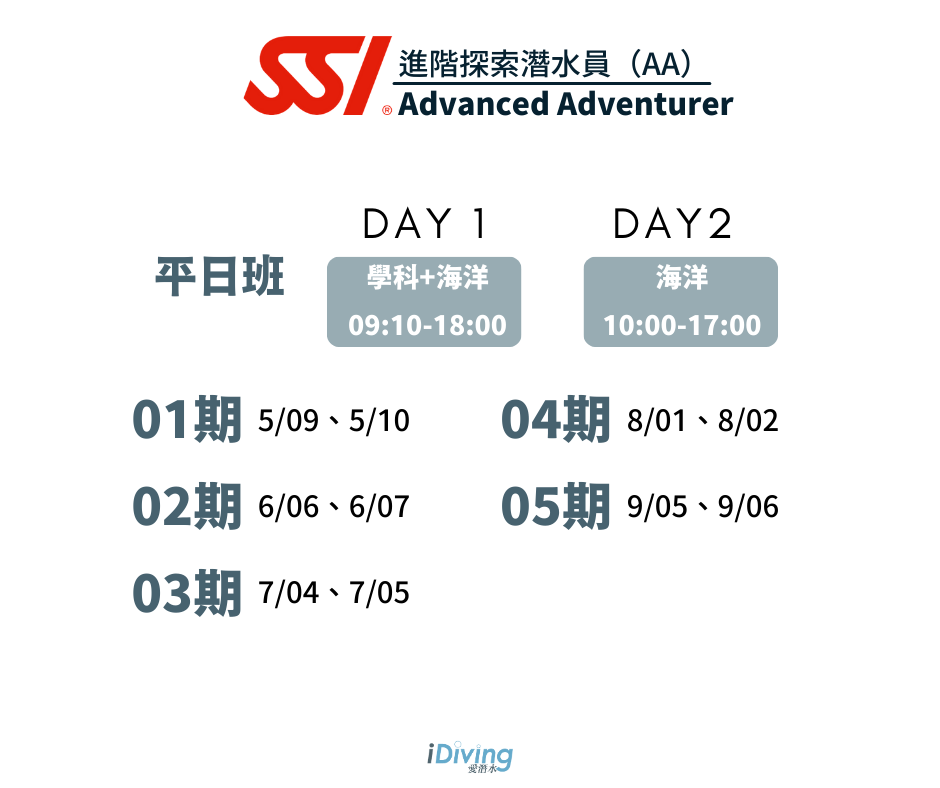 SSI®
進階探索潛水員（AA）
Advanced Adventurer
DAY 1
DAY2
平日班
學科+海洋
09:10-18:00
海洋
10:00-17:00
01期 5/09、5/10
02期 6/06、6/07
03期 7/04、7/05
04期 8/01、8/02
05期 9/05、9/06
iDiving
愛潛水